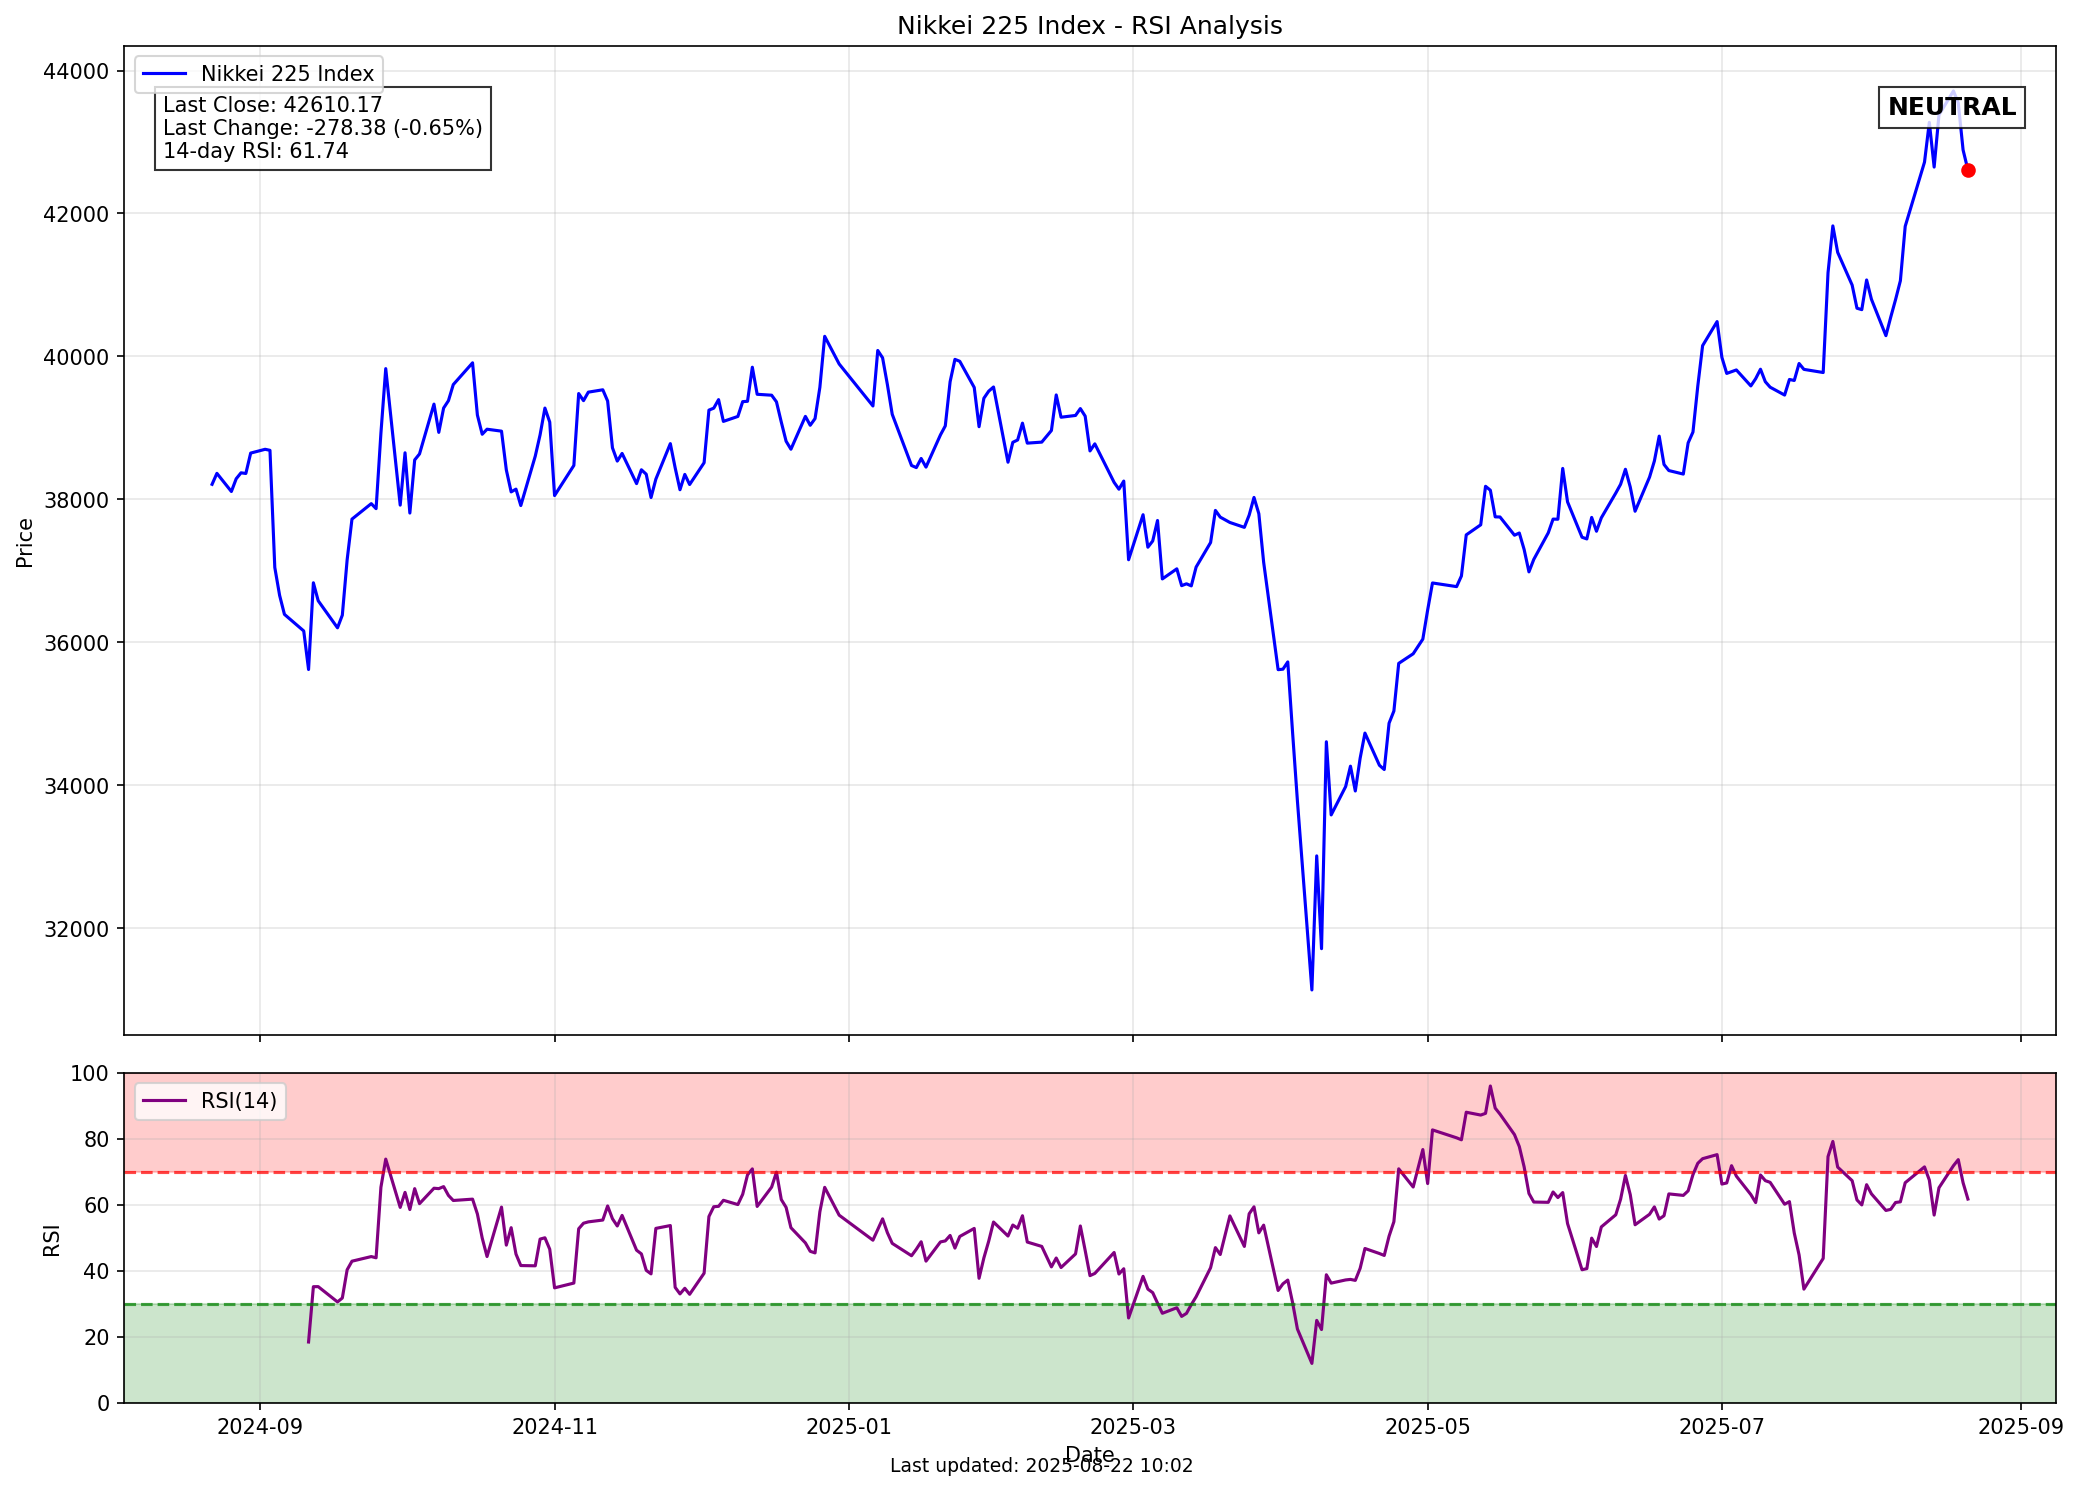 Nikkei 225 Index - RSI Analysis
44000
42000
40000
38000
36000
34000
32000
Price
Nikkei 225 Index
Last Close: 42610.17
Last Change: -278.38 (-0.65%)
14-day RSI: 61.74
NEUTRAL
100
80
60
40
20
0
RSI
RSI(14)
2024-09
2024-11
2025-01
2025-03
2025-05
2025-07
2025-09
Date
Last updated: 2025-08-22 10:02